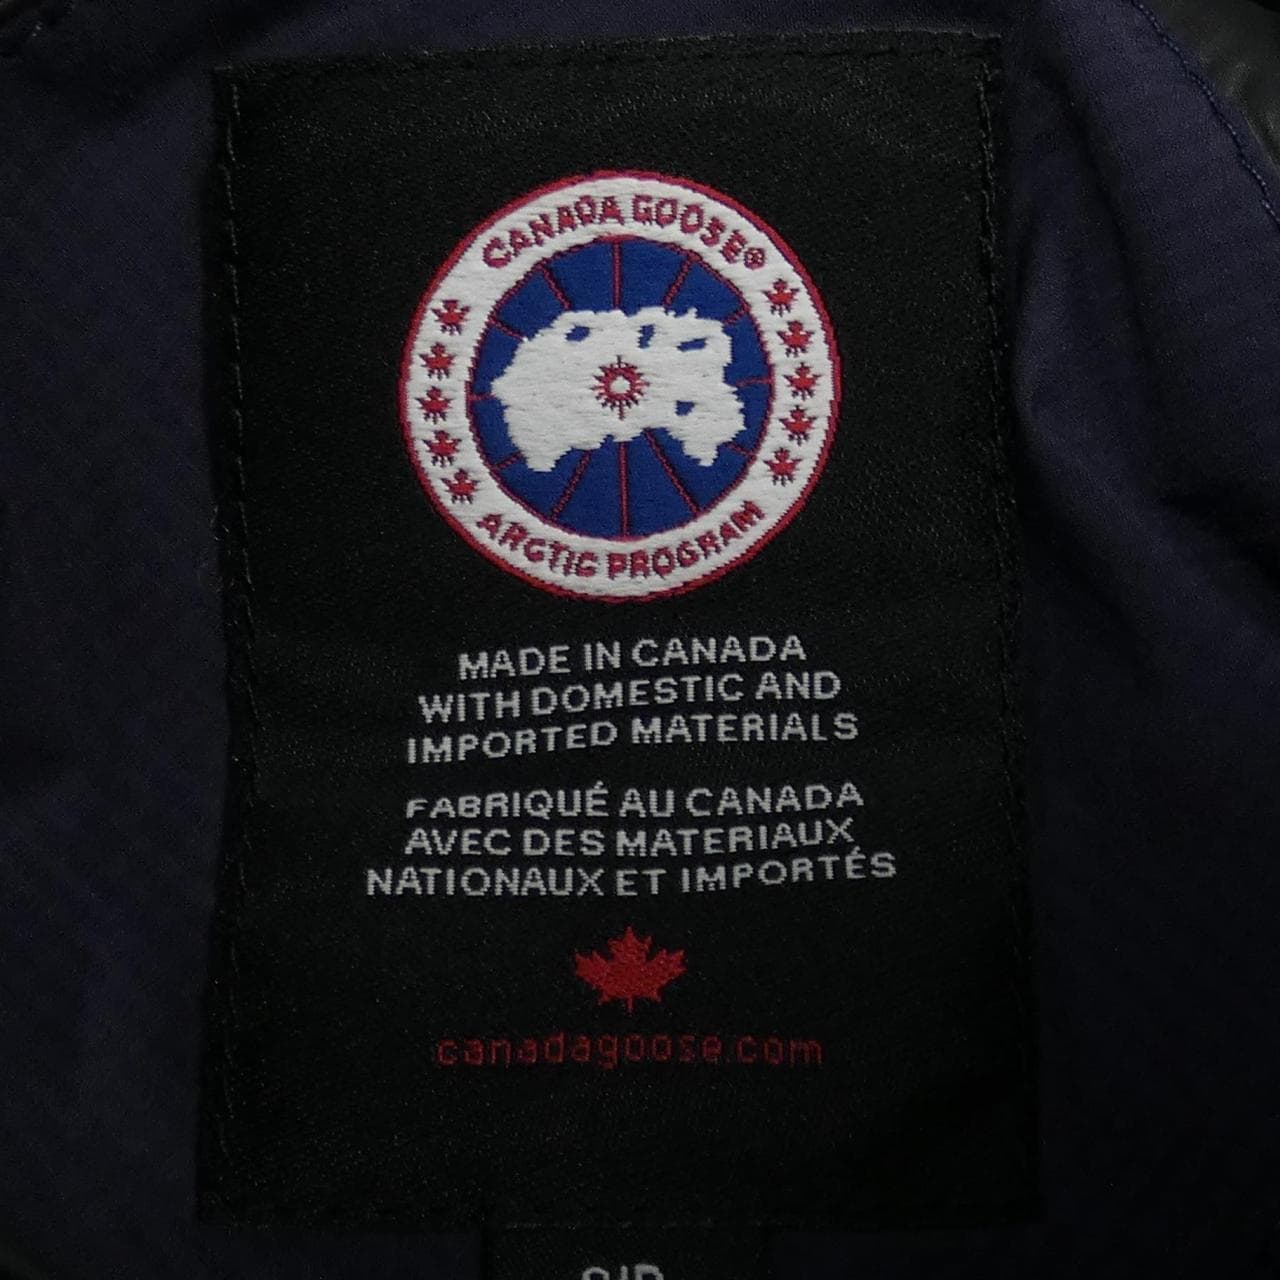 CANADA GOOSE®
ARCTIC PROGRAM
MADE IN CANADA
WITH DOMESTIC AND
IMPORTED MATERIALS
FABRIQUÉ AU CANADA
AVEC DES MATERIAUX
NATIONAUX ET IMPORTÉS
canadagoose.com